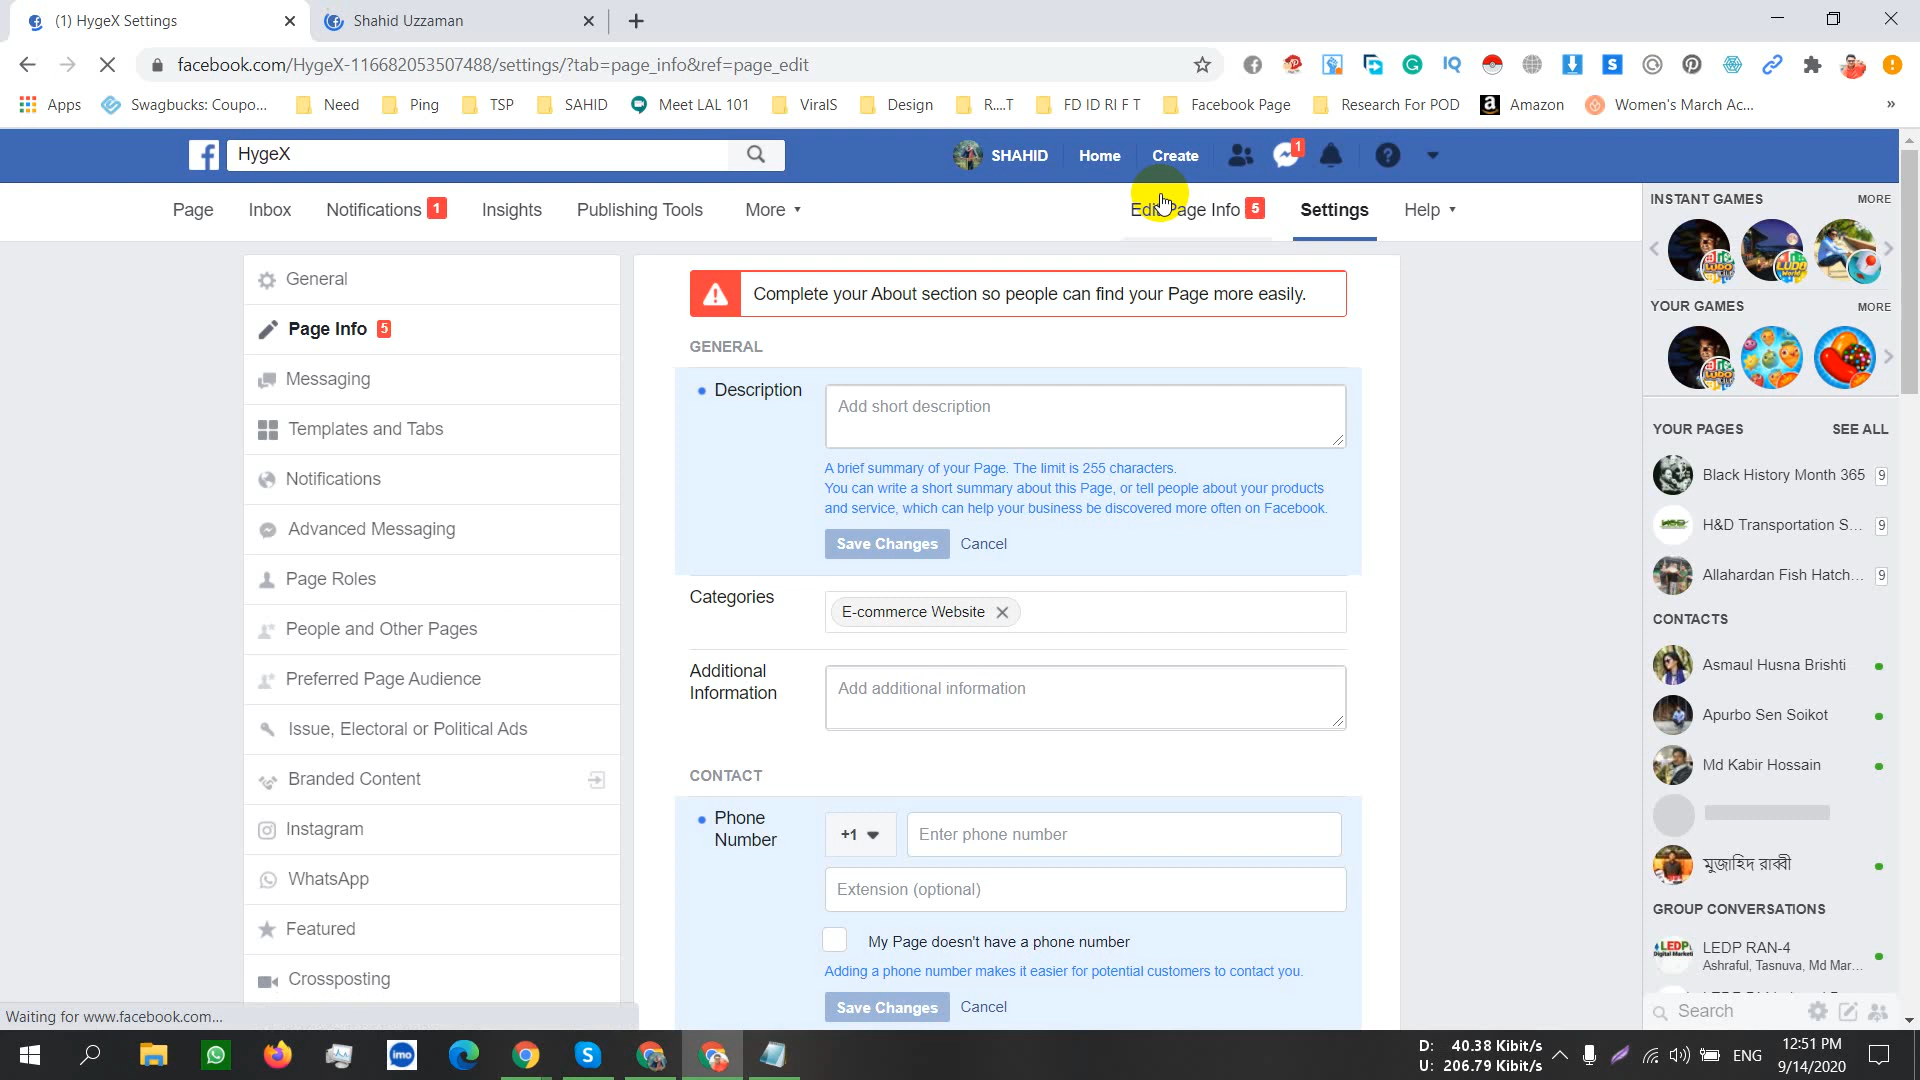 (1) HygeX Settings
Shahid Uzzaman
facebook.com/HygeX-116682053507488/settings/?tab=page_info&ref=page_edit
Apps
Swagbucks: Coupo...
Need
Ping
TSP
SAHID
Meet LAL 101
ViralS
Design
R....T
FD ID RI F T
Facebook Page
Research For POD
Amazon
Women's March Ac...
»
HygeX
SHAHID
Home
Create
1
Page
Inbox
Notifications 1
Insights
Publishing Tools
More
Edit Page Info 5
Settings
Help
General
Page Info 5
Messaging
Templates and Tabs
Notifications
Advanced Messaging
Page Roles
People and Other Pages
Preferred Page Audience
Issue, Electoral or Political Ads
Branded Content
Instagram
WhatsApp
Featured
Crossposting
Complete your About section so people can find your Page more easily.
GENERAL
Description
Add short description
A brief summary of your Page. The limit is 255 characters.
You can write a short summary about this Page, or tell people about your products
and service, which can help your business be discovered more often on Facebook.
Save Changes
Cancel
Categories
E-commerce Website
Additional
Information
Add additional information
CONTACT
Phone
Number
+1
Enter phone number
Extension (optional)
My Page doesn't have a phone number
Adding a phone number makes it easier for potential customers to contact you.
Save Changes
Cancel
INSTANT GAMES
MORE
YOUR GAMES
MORE
YOUR PAGES
SEE ALL
Black History Month 365 9
H&D Transportation S... 9
Allahardan Fish Hatch... 9
CONTACTS
Asmaul Husna Brishti
Apurbo Sen Soikot
Md Kabir Hossain
মুজাহিদ রাব্বী
GROUP CONVERSATIONS
LEDP RAN-4
Ashraful, Tasnuva, Md Mar...
Search
Waiting for www.facebook.com...
D: 40.38 Kibit/s
U: 206.79 Kibit/s
ENG
12:51 PM
9/14/2020